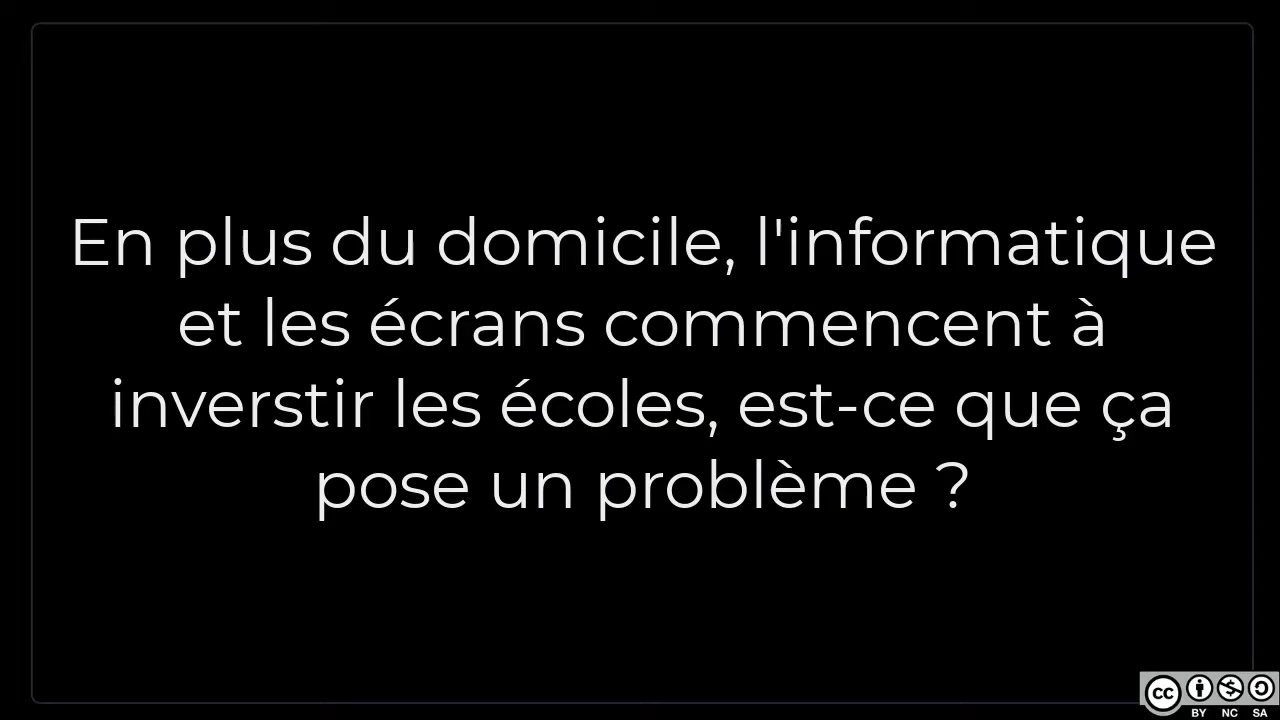 En plus du domicile, l'informatique
et les écrans commencent à
inverstir les écoles, est-ce que ça
pose un problème ?
cc
BY NC SA